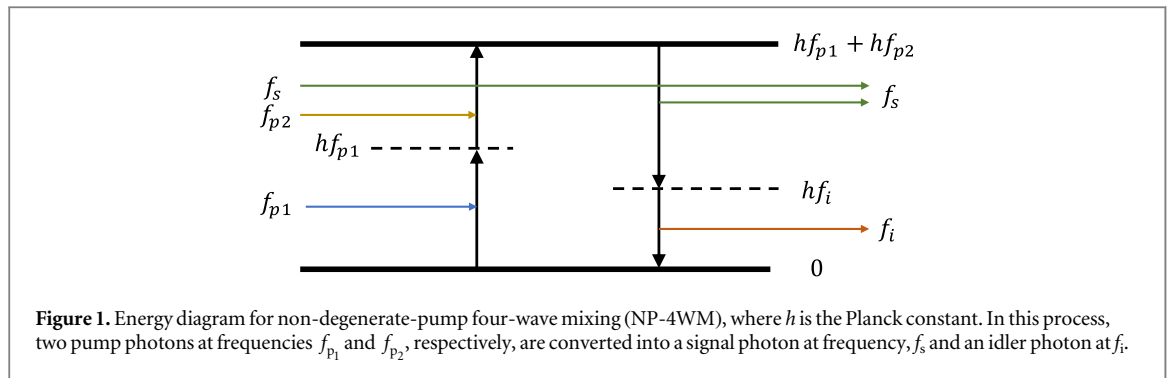 hf_{p1} + hf_{p2}
f_s
f_s
f_{p2}
hf_{p1}
hf_i
f_{p1}
f_i
0
Figure 1. Energy diagram for non-degenerate-pump four-wave mixing (NP-4WM), where h is the Planck constant. In this process,
two pump photons at frequencies f_{p_1} and f_{p_2}, respectively, are converted into a signal photon at frequency, f_s and an idler photon at f_i.